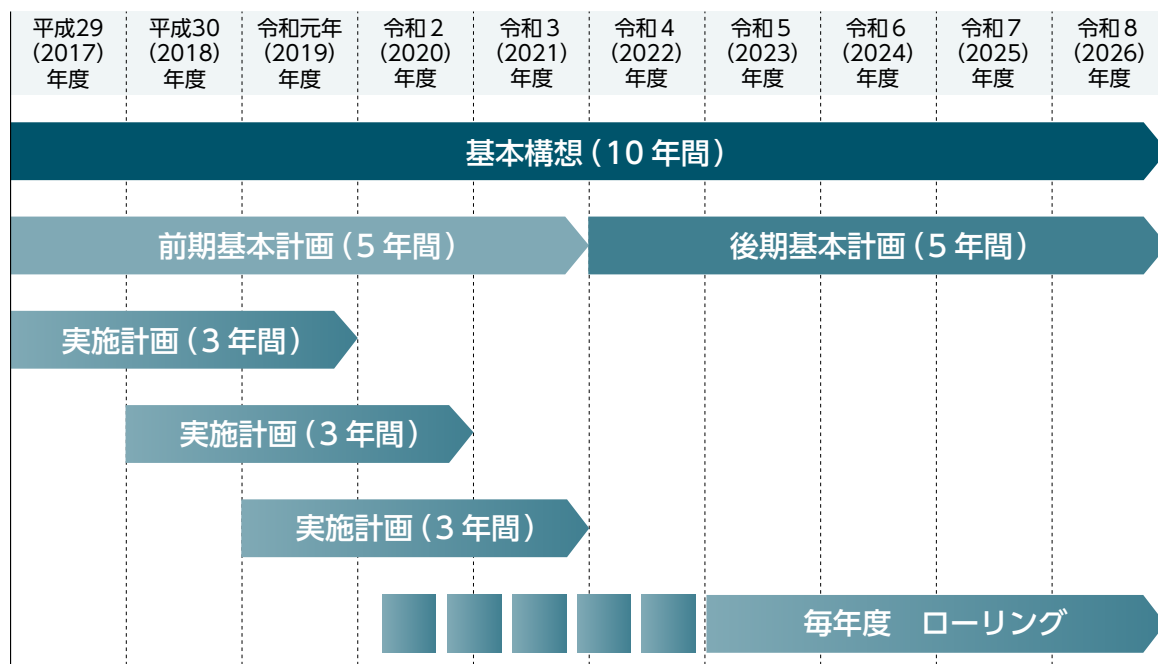 平成29
(2017)
年度
平成30
(2018)
年度
令和元年
(2019)
年度
令和2
(2020)
年度
令和3
(2021)
年度
令和4
(2022)
年度
令和5
(2023)
年度
令和6
(2024)
年度
令和7
(2025)
年度
令和8
(2026)
年度
基本構想(10年間)
前期基本計画(5年間)
後期基本計画(5年間)
実施計画(3年間)
実施計画(3年間)
実施計画(3年間)
毎年度 ローリング